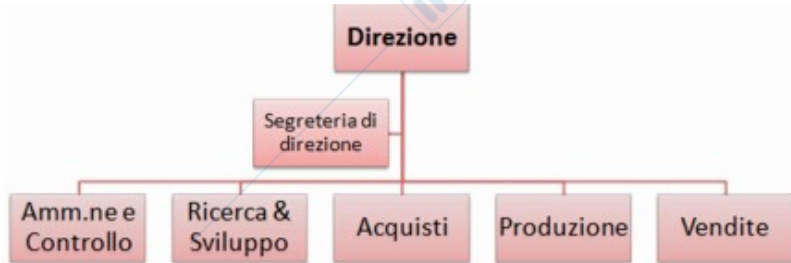 Direzione
Segreteria di
direzione
Amm.ne e
Controllo
Ricerca &
Sviluppo
Acquisti
Produzione
Vendite